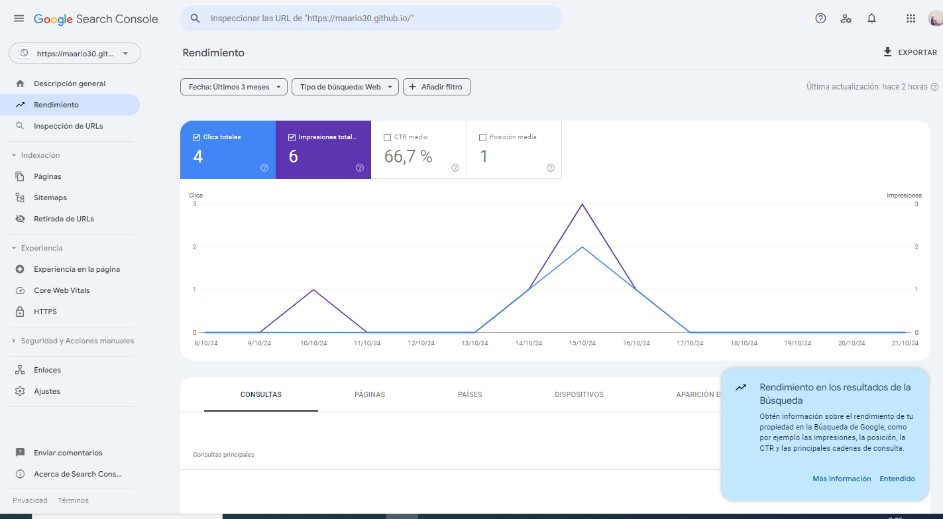 Google Search Console
Inspeccionar las URL de "https://maario30.github.io/"
https://maario30.git...
Rendimiento
EXPORTAR
Fecha: Últimos 3 meses
Tipo de búsqueda: Web
+ Añadir filtro
Última actualización: hace 2 horas
Descripción general
Rendimiento
Inspección de URLs
Indexación
Páginas
Sitemaps
Retirada de URLs
Experiencia
Experiencia en la página
Core Web Vitals
HTTPS
Seguridad y Acciones manuales
Enlaces
Ajustes
Enviar comentarios
Acerca de Search Cons...
Privacidad Términos
Clics totales
4
Impresiones total...
6
CTR medio
66,7 %
Posición media
1
Clics
Impresiones
3 3
2 2
1 1
0 0
8/10/24 9/10/24 10/10/24 11/10/24 12/10/24 13/10/24 14/10/24 15/10/24 16/10/24 17/10/24 18/10/24 19/10/24 20/10/24 21/10/24
CONSULTAS PÁGINAS PAÍSES DISPOSITIVOS APARICIÓN E
Consultas principales
Rendimiento en los resultados de la
Búsqueda
Obtén información sobre el rendimiento de tu
propiedad en la Búsqueda de Google, como
por ejemplo las impresiones, la posición, la
CTR y las principales cadenas de consulta.
Más información Entendido